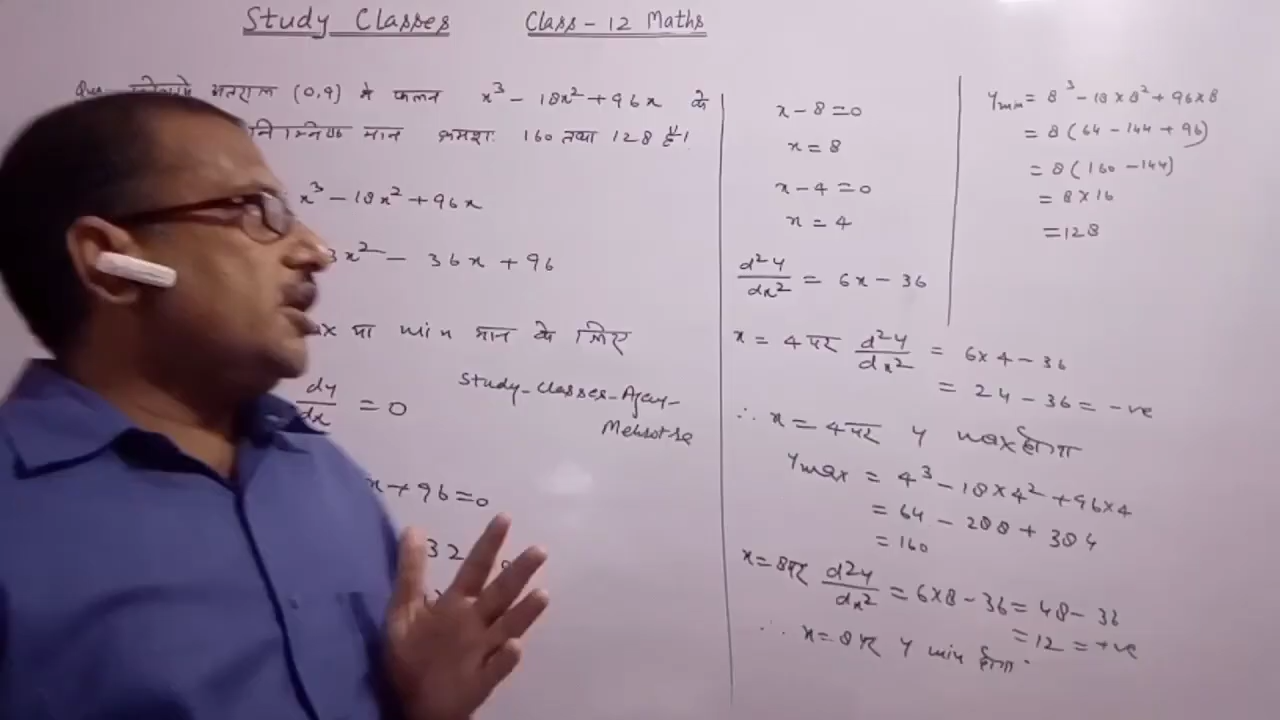 Study Classes Class - 12 Maths
अन्तराल (0,9) में फलन x³ - 18x² + 96x के
मान क्रमशः 160 तथा 128 हैं।
x³ - 18x² + 96x
3x² - 36x + 96
या min मान के लिए
dy/dx = 0
Study-Classes-Ajay-
Mehrotra
x + 96 = 0
32
x - 8 = 0
x = 8
x - 4 = 0
x = 4
d²y/dx² = 6x - 36
x = 4 पर d²y/dx² = 6×4 - 36
= 24 - 36 = -ve
∴ x = 4 पर y max होगा
ymax = 4³ - 18×4² + 96×4
= 64 - 288 + 384
= 160
x = 8 पर d²y/dx² = 6×8 - 36 = 48 - 36
= 12 = +ve
∴ x = 8 पर y min होगा
ymin = 8³ - 18×8² + 96×8
= 8(64 - 144 + 96)
= 8(160 - 144)
= 8×16
= 128